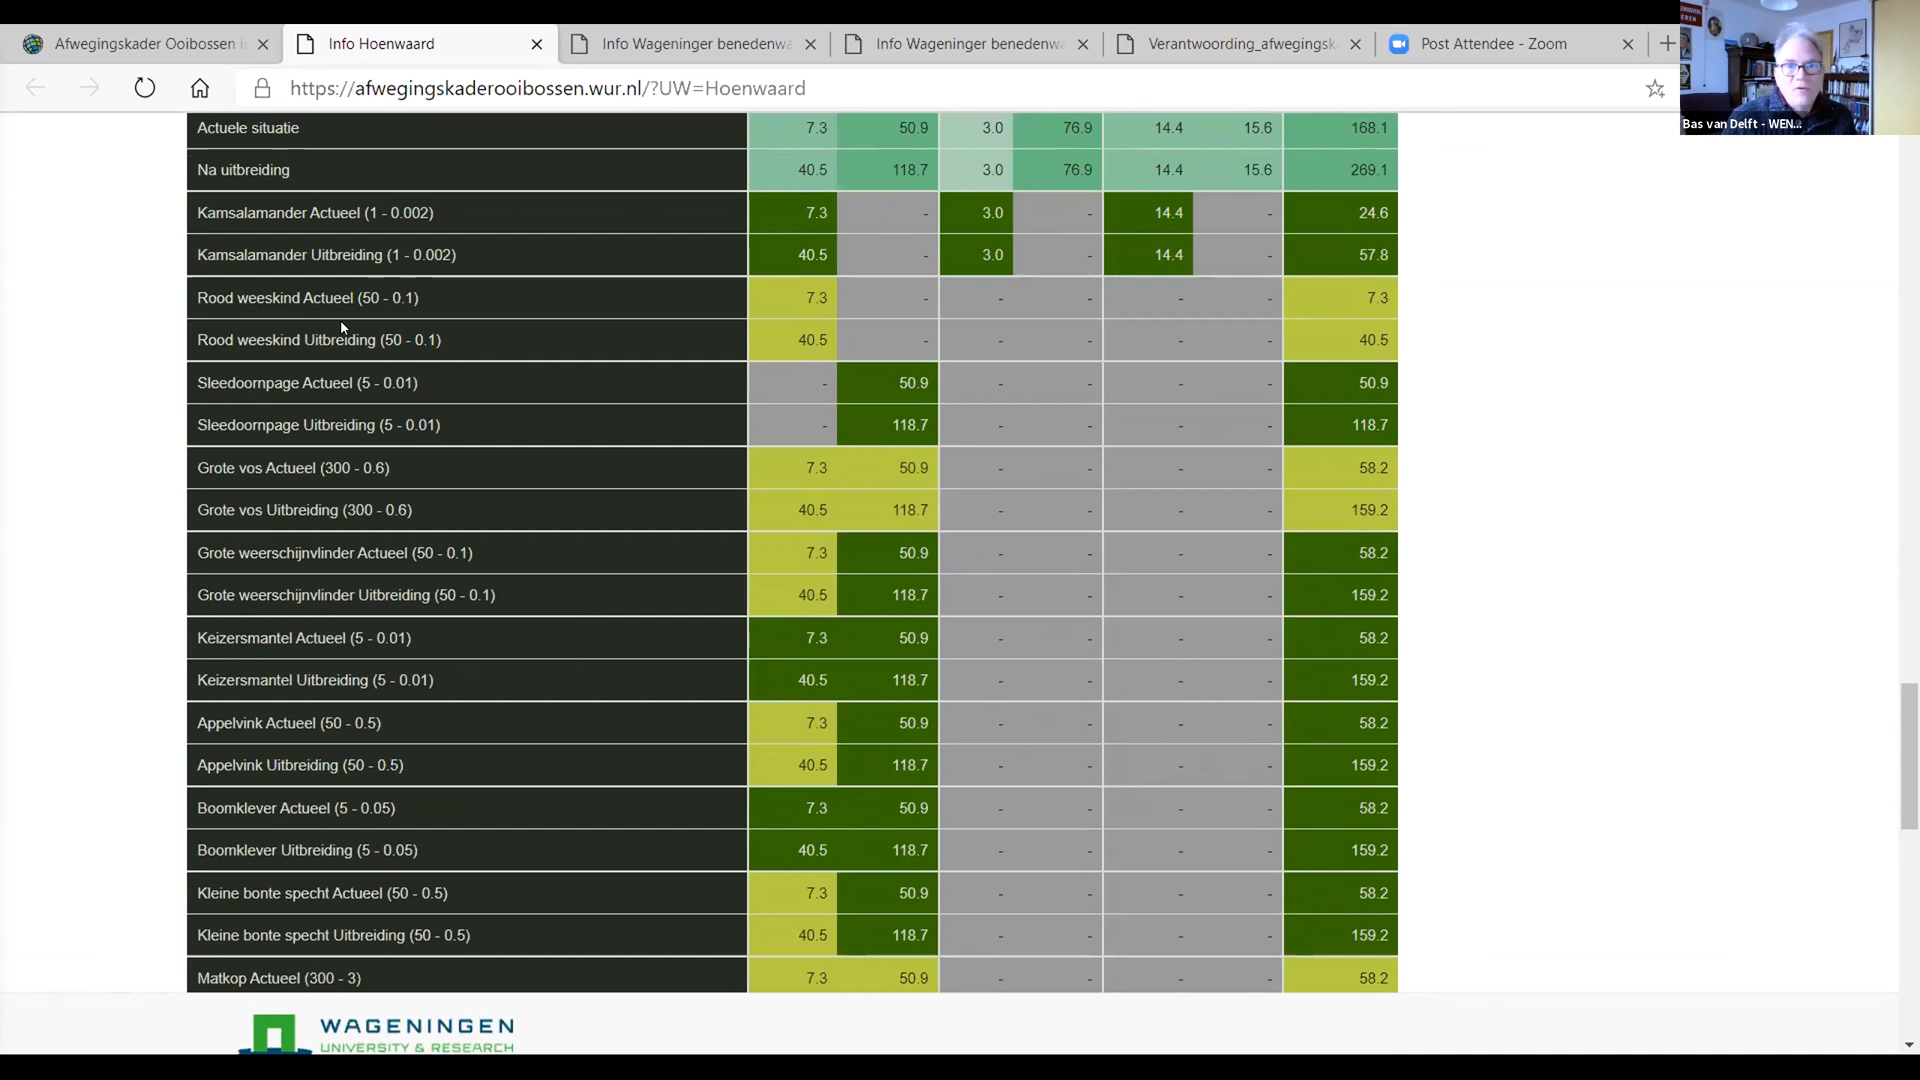 Afwegingskader Ooibossen i
Info Hoenwaard
Info Wageninger benedenwa
Info Wageninger benedenwa
Verantwoording_afwegingsk
Post Attendee - Zoom
https://afwegingskaderooibossen.wur.nl/?UW=Hoenwaard
Bas van Delft - WEN...
Actuele situatie 7.3 50.9 3.0 76.9 14.4 15.6 168.1
Na uitbreiding 40.5 118.7 3.0 76.9 14.4 15.6 269.1
Kamsalamander Actueel (1 - 0.002) 7.3 - 3.0 - 14.4 - 24.6
Kamsalamander Uitbreiding (1 - 0.002) 40.5 - 3.0 - 14.4 - 57.8
Rood weeskind Actueel (50 - 0.1) 7.3 - - - - - 7.3
Rood weeskind Uitbreiding (50 - 0.1) 40.5 - - - - - 40.5
Sleedoornpage Actueel (5 - 0.01) - 50.9 - - - - 50.9
Sleedoornpage Uitbreiding (5 - 0.01) - 118.7 - - - - 118.7
Grote vos Actueel (300 - 0.6) 7.3 50.9 - - - - 58.2
Grote vos Uitbreiding (300 - 0.6) 40.5 118.7 - - - - 159.2
Grote weerschijnvlinder Actueel (50 - 0.1) 7.3 50.9 - - - - 58.2
Grote weerschijnvlinder Uitbreiding (50 - 0.1) 40.5 118.7 - - - - 159.2
Keizersmantel Actueel (5 - 0.01) 7.3 50.9 - - - - 58.2
Keizersmantel Uitbreiding (5 - 0.01) 40.5 118.7 - - - - 159.2
Appelvink Actueel (50 - 0.5) 7.3 50.9 - - - - 58.2
Appelvink Uitbreiding (50 - 0.5) 40.5 118.7 - - - - 159.2
Boomklever Actueel (5 - 0.05) 7.3 50.9 - - - - 58.2
Boomklever Uitbreiding (5 - 0.05) 40.5 118.7 - - - - 159.2
Kleine bonte specht Actueel (50 - 0.5) 7.3 50.9 - - - - 58.2
Kleine bonte specht Uitbreiding (50 - 0.5) 40.5 118.7 - - - - 159.2
Matkop Actueel (300 - 3) 7.3 50.9 - - - - 58.2
WAGENINGEN
UNIVERSITY & RESEARCH